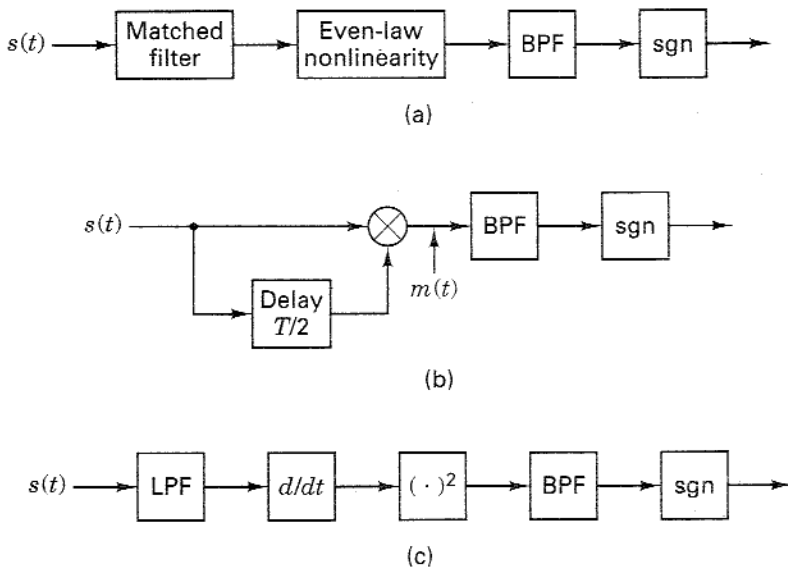 s(t) Matched filter Even-law nonlinearity BPF sgn
(a)
s(t) BPF sgn
m(t)
Delay T/2
(b)
s(t) LPF d/dt ( · )² BPF sgn
(c)